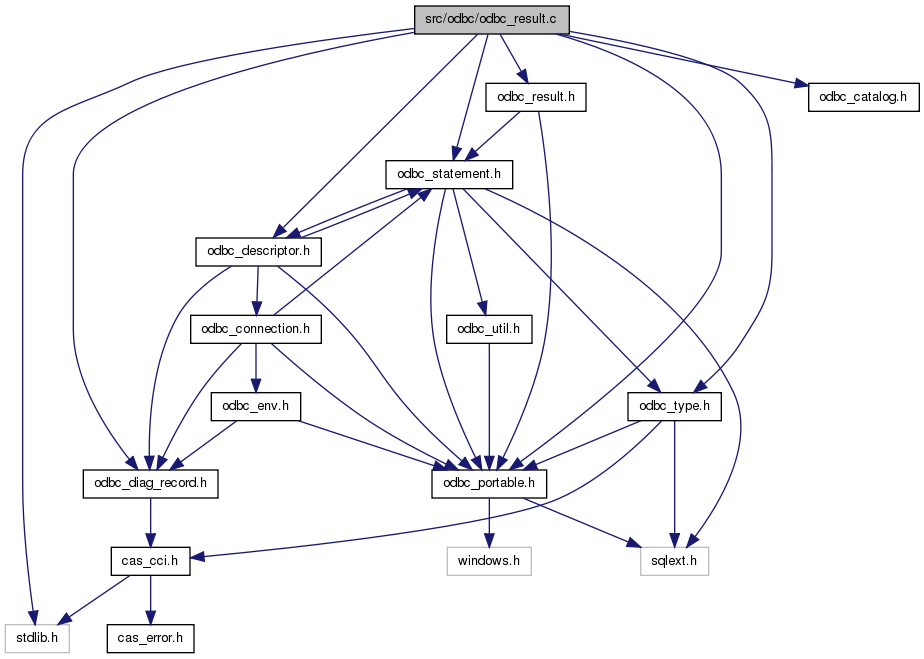 src/odbc/odbc_result.c
odbc_result.h
odbc_catalog.h
odbc_statement.h
odbc_descriptor.h
odbc_connection.h
odbc_util.h
odbc_env.h
odbc_type.h
odbc_diag_record.h
odbc_portable.h
cas_cci.h
windows.h
sqlext.h
stdlib.h
cas_error.h